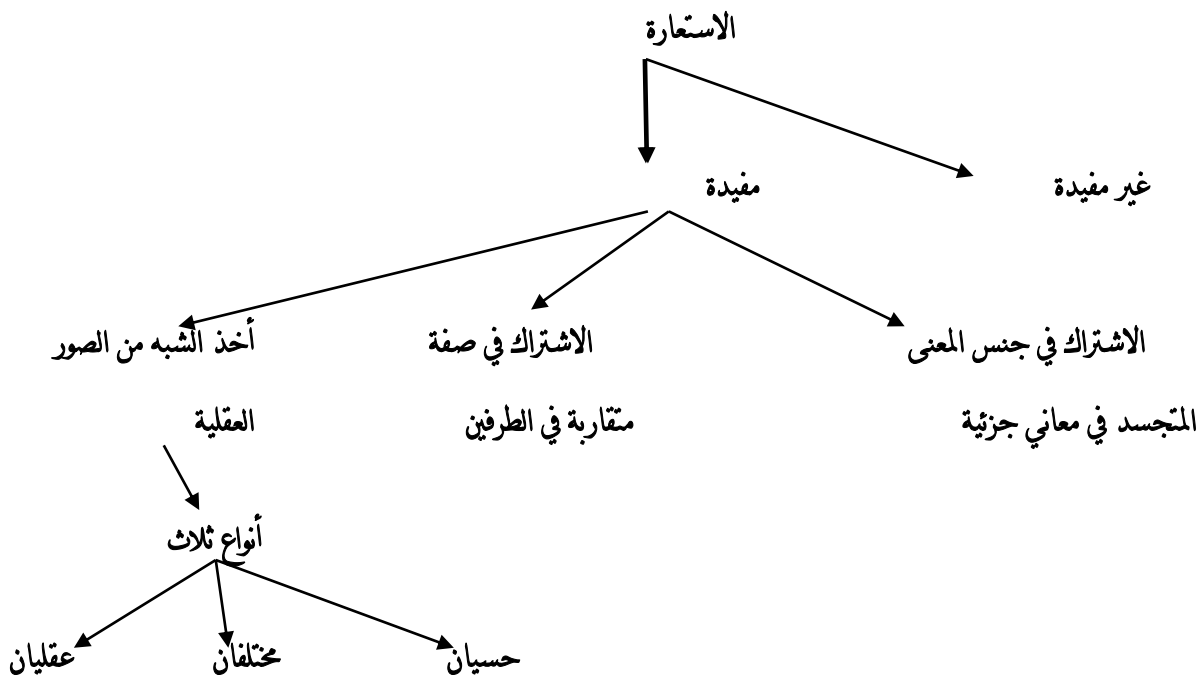 الاستعارة
غير مفيدة
مفيدة
الاشتراك في جنس المعنى
المتجسد في معاني جزئية
الاشتراك في صفة
متقاربة في الطرفين
أخذ الشبه من الصور
العقلية
أنواع ثلاث
حسيان
مختلفان
عقليان